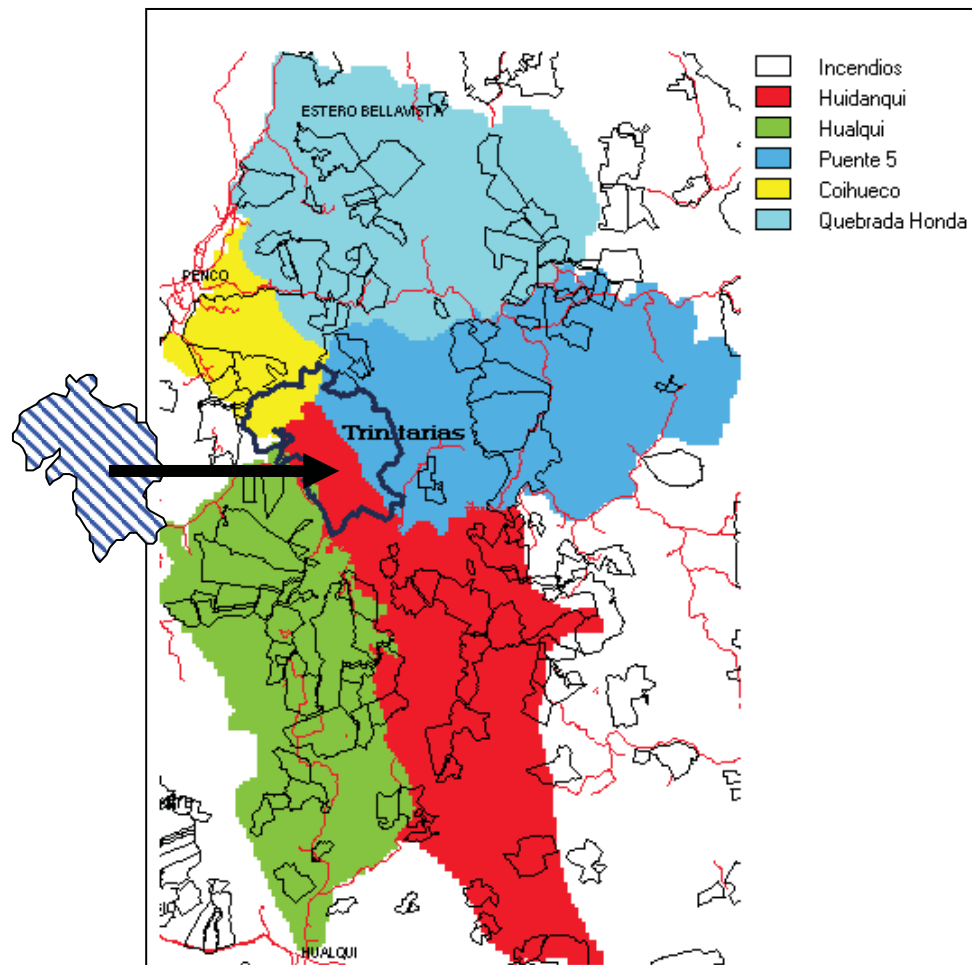 Incendios
Huidanqui
Hualqui
Puente 5
Coihueco
Quebrada Honda
ESTERO BELLAVISTA
PENCO
Trinitarias
HUALQUI